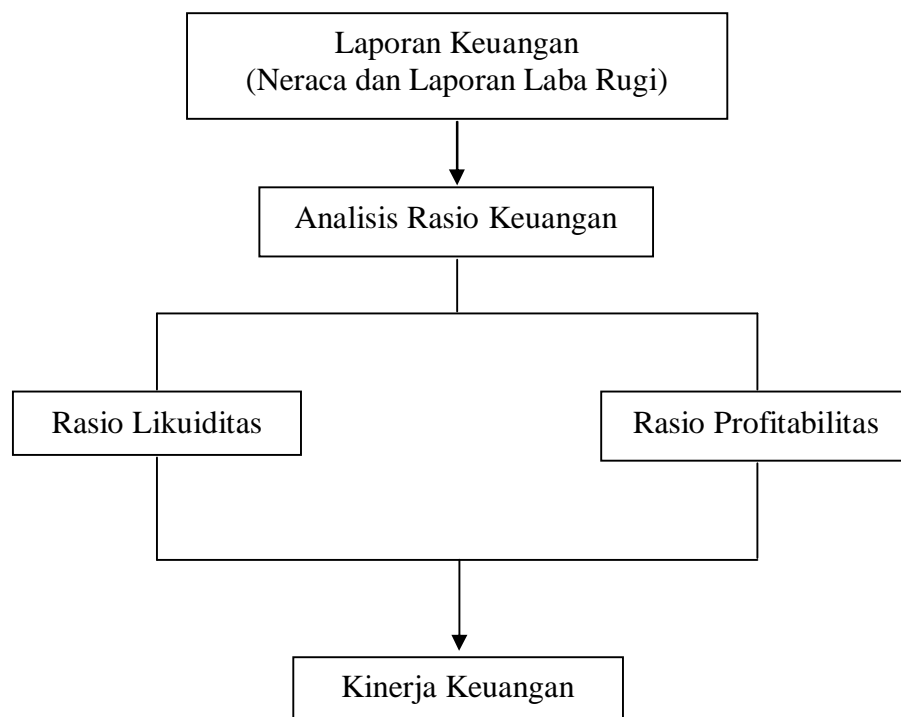 Laporan Keuangan
(Neraca dan Laporan Laba Rugi)
Analisis Rasio Keuangan
Rasio Likuiditas
Rasio Profitabilitas
Kinerja Keuangan